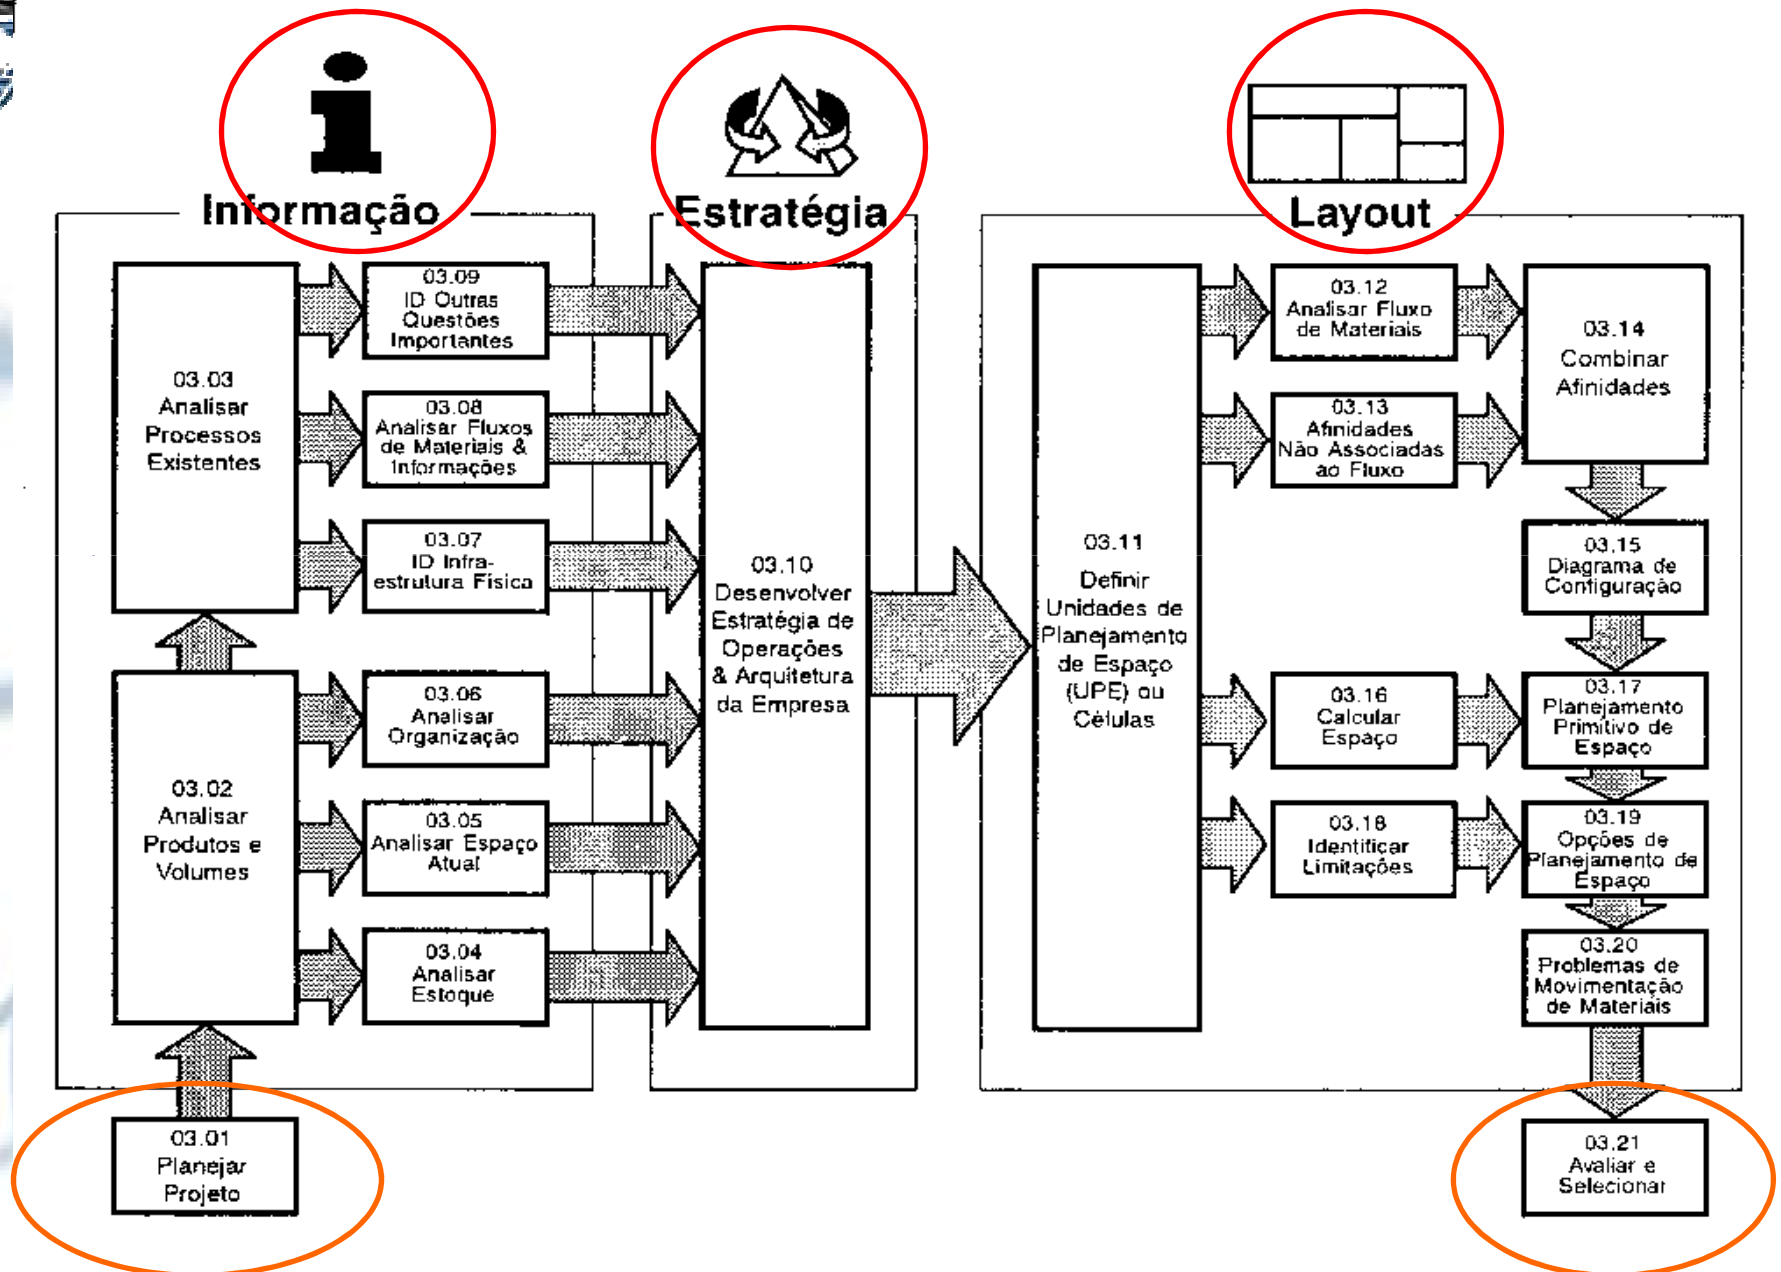 Informação
Estratégia
Layout
03.09
ID Outras
Questões
Importantes
03.03
Analisar
Processos
Existentes
03.08
Analisar Fluxos
de Materiais &
Informações
03.07
ID Infra-
estrutura Física
03.06
Analisar
Organização
03.02
Analisar
Produtos e
Volumes
03.05
Analisar Espaço
Atual
03.04
Analisar
Estoque
03.01
Planejar
Projeto
03.10
Desenvolver
Estratégia de
Operações
& Arquitetura
da Empresa
03.11
Definir
Unidades de
Planejamento
de Espaço
(UPE) ou
Células
03.12
Analisar Fluxo
de Materiais
03.13
Afinidades
Não Associadas
ao Fluxo
03.14
Combinar
Afinidades
03.15
Diagrama de
Configuração
03.16
Calcular
Espaço
03.17
Planejamento
Primitivo de
Espaço
03.18
Identificar
Limitações
03.19
Opções de
Planejamento de
Espaço
03.20
Problemas de
Movimentação
de Materiais
03.21
Avaliar e
Selecionar